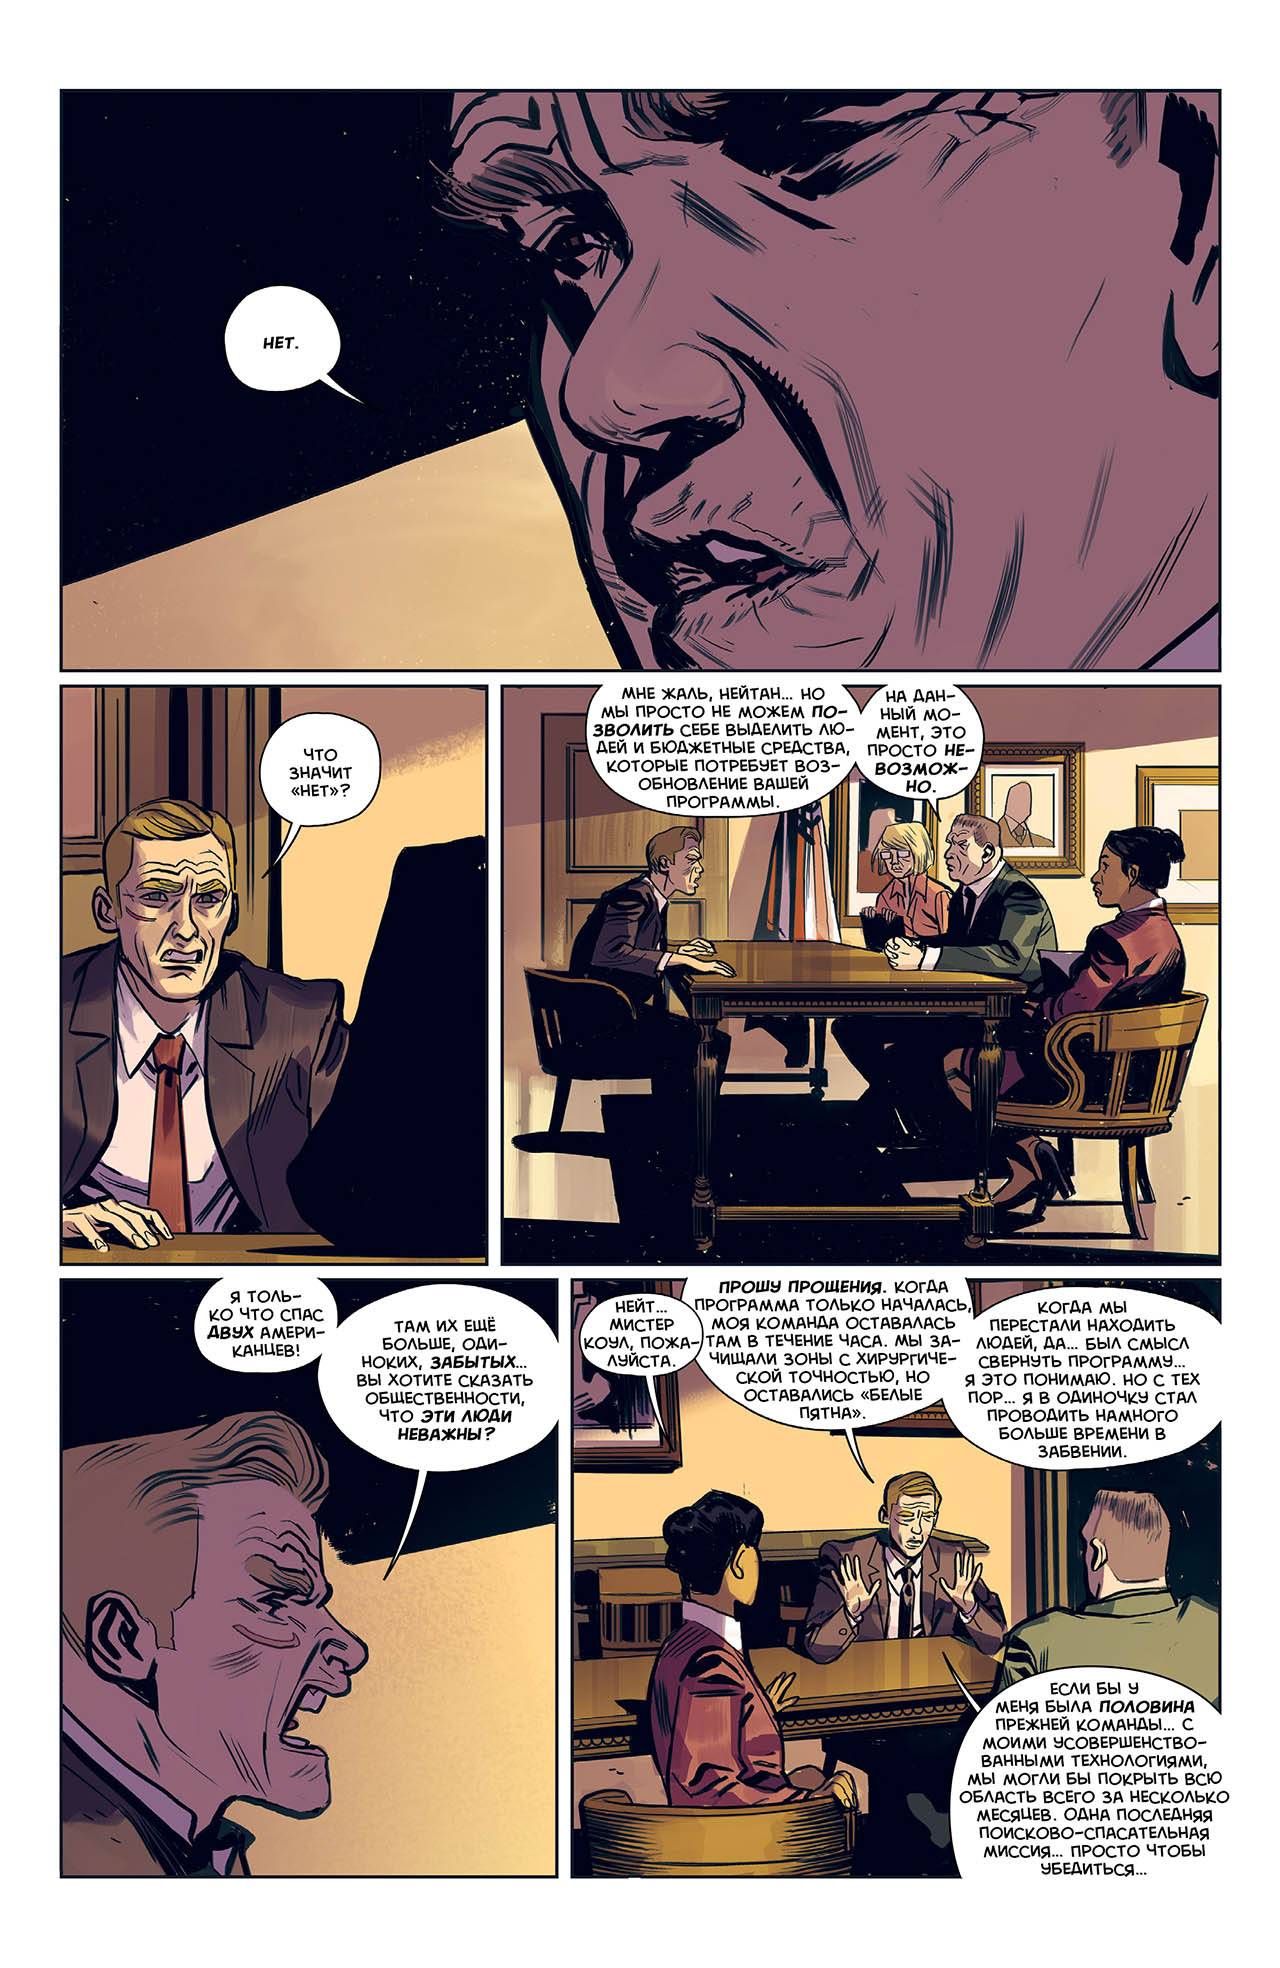 НЕТ.
ЧТО
ЗНАЧИТ
«НЕТ»?
МНЕ ЖАЛЬ, НЕЙТАН... НО
МЫ ПРОСТО НЕ МОЖЕМ ПО-
ЗВОЛИТЬ СЕБЕ ВЫДЕЛИТЬ ЛЮ-
ДЕЙ И БЮДЖЕТНЫЕ СРЕДСТВА,
КОТОРЫЕ ПОТРЕБУЕТ ВОЗ-
ОБНОВЛЕНИЕ ВАШЕЙ
ПРОГРАММЫ.
НА ДАН-
НЫЙ МО-
МЕНТ, ЭТО
ПРОСТО НЕ-
ВОЗМОЖ-
НО.
Я ТОЛЬ-
КО ЧТО СПАС
ДВУХ АМЕРИ-
КАНЦЕВ!
ТАМ ИХ ЕЩЁ
БОЛЬШЕ, ОДИ-
НОКИХ, ЗАБЫТЫХ...
ВЫ ХОТИТЕ СКАЗАТЬ
ОБЩЕСТВЕННОСТИ,
ЧТО ЭТИ ЛЮДИ
НЕВАЖНЫ?
НЕЙТ...
МИСТЕР
КОУЛ, ПОЖА-
ЛУЙСТА.
ПРОШУ ПРОЩЕНИЯ. КОГДА
ПРОГРАММА ТОЛЬКО НАЧАЛАСЬ,
МОЯ КОМАНДА ОСТАВАЛАСЬ
ТАМ В ТЕЧЕНИЕ ЧАСА. МЫ ЗА-
ЧИЩАЛИ ЗОНЫ С ХИРУРГИЧЕ-
СКОЙ ТОЧНОСТЬЮ, НО
ОСТАВАЛИСЬ «БЕЛЫЕ
ПЯТНА».
КОГДА МЫ
ПЕРЕСТАЛИ НАХОДИТЬ
ЛЮДЕЙ, ДА... БЫЛ СМЫСЛ
СВЕРНУТЬ ПРОГРАММУ...
Я ЭТО ПОНИМАЮ. НО С ТЕХ
ПОР... Я В ОДИНОЧКУ СТАЛ
ПРОВОДИТЬ НАМНОГО
БОЛЬШЕ ВРЕМЕНИ В
ЗАБВЕНИИ.
ЕСЛИ БЫ У
МЕНЯ БЫЛА ПОЛОВИНА
ПРЕЖНЕЙ КОМАНДЫ... С
МОИМИ УСОВЕРШЕНСТВО-
ВАННЫМИ ТЕХНОЛОГИЯМИ,
МЫ МОГЛИ БЫ ПОКРЫТЬ ВСЮ
ОБЛАСТЬ ВСЕГО ЗА НЕСКОЛЬКО
МЕСЯЦЕВ. ОДНА ПОСЛЕДНЯЯ
ПОИСКОВО-СПАСАТЕЛЬНАЯ
МИССИЯ... ПРОСТО ЧТОБЫ
УБЕДИТЬСЯ...